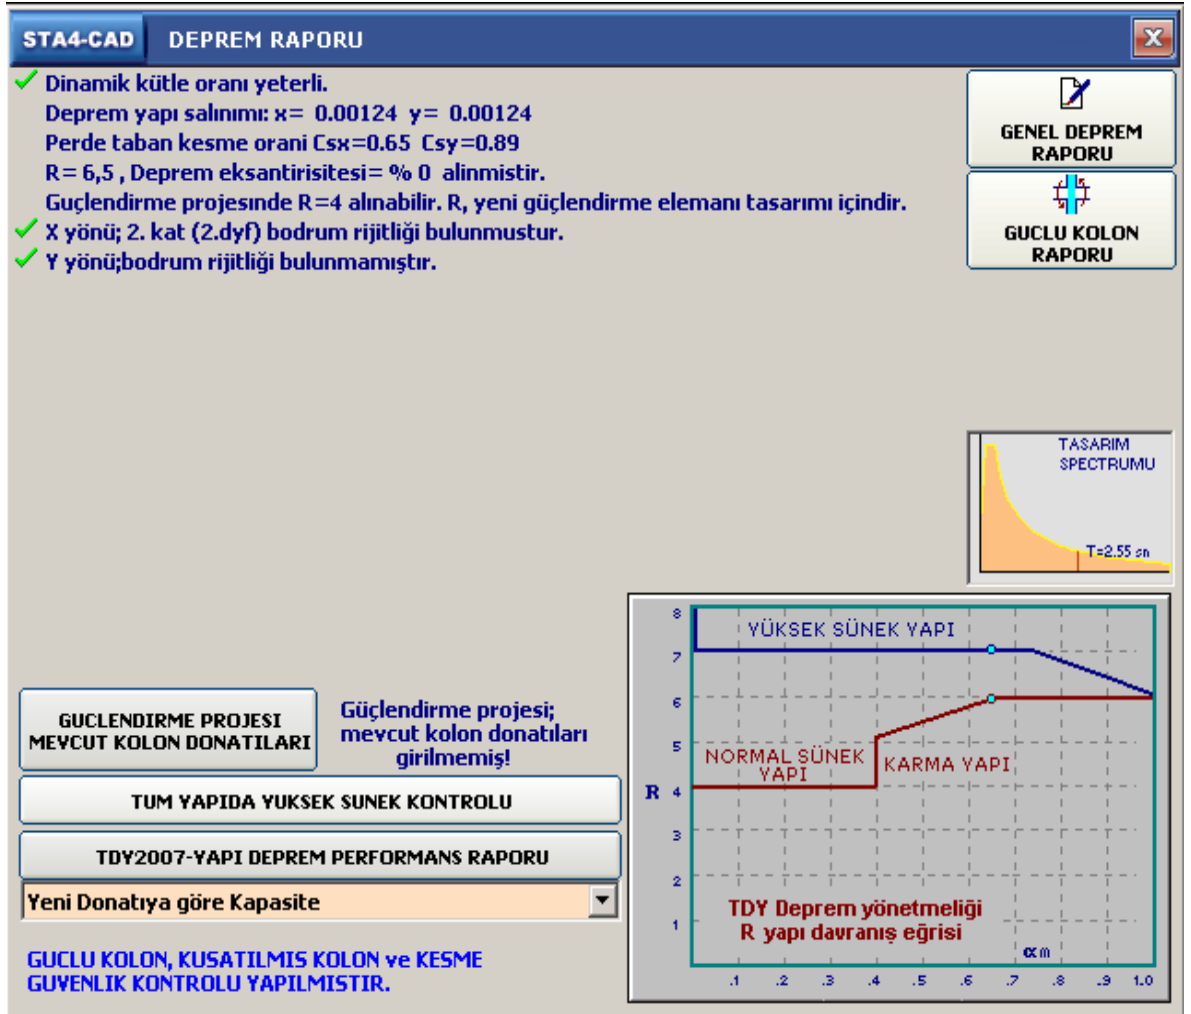 STA4-CAD DEPREM RAPORU
Dinamik kütle oranı yeterli.
Deprem yapı salınımı: x= 0.00124 y= 0.00124
Perde taban kesme orani Csx=0.65 Csy=0.89
R= 6,5 , Deprem eksantirisitesi= % 0 alinmistir.
Guçlendirme projesınde R=4 alınabilir. R, yeni güçlendirme elemanı tasarımı içindir.
X yönü; 2. kat (2.dyf) bodrum rijitliği bulunmustur.
Y yönü;bodrum rijitliği bulunmamıştır.
GENEL DEPREM
RAPORU
GUCLU KOLON
RAPORU
TASARIM
SPECTRUMU
T=2.55 sn
GUCLENDIRME PROJESI
MEVCUT KOLON DONATILARI
Güçlendirme projesi;
mevcut kolon donatıları
girilmemiş!
TUM YAPIDA YUKSEK SUNEK KONTROLU
TDY2007-YAPI DEPREM PERFORMANS RAPORU
Yeni Donatıya göre Kapasite
GUCLU KOLON, KUSATILMIS KOLON ve KESME
GUVENLIK KONTROLU YAPILMISTIR.
8
YÜKSEK SÜNEK YAPI
7
6
5
NORMAL SÜNEK
YAPI
KARMA YAPI
R 4
3
2
TDY Deprem yönetmeliği
R yapı davranış eğrisi
1
αm
.1 .2 .3 .4 .5 .6 .7 .8 .9 1.0